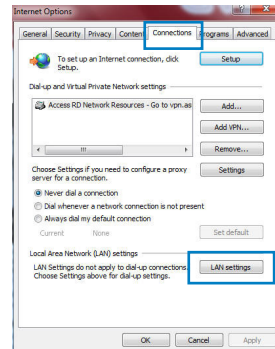 Internet Options
General Security Privacy Content Connections Programs Advanced
To set up an Internet connection, click Setup.
Setup
Dial-up and Virtual Private Network settings
Access RD Network Resources - Go to vpn.as
Add...
Add VPN...
Remove...
Choose Settings if you need to configure a proxy server for a connection.
Settings
Never dial a connection
Dial whenever a network connection is not present
Always dial my default connection
Current None
Set default
Local Area Network (LAN) settings
LAN Settings do not apply to dial-up connections. Choose Settings above for dial-up settings.
LAN settings
OK Cancel Apply